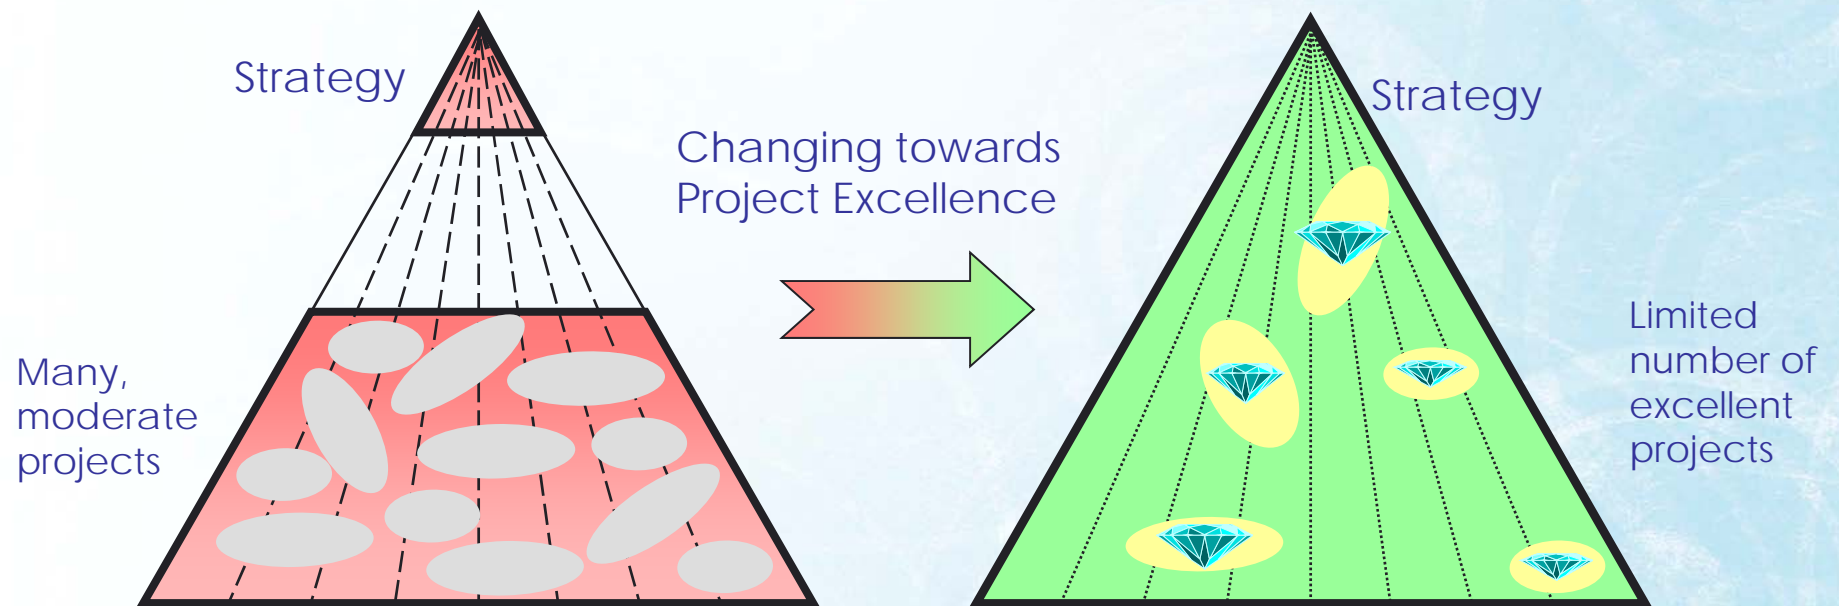 Strategy
Many,
moderate
projects
Changing towards
Project Excellence
Strategy
Limited
number of
excellent
projects